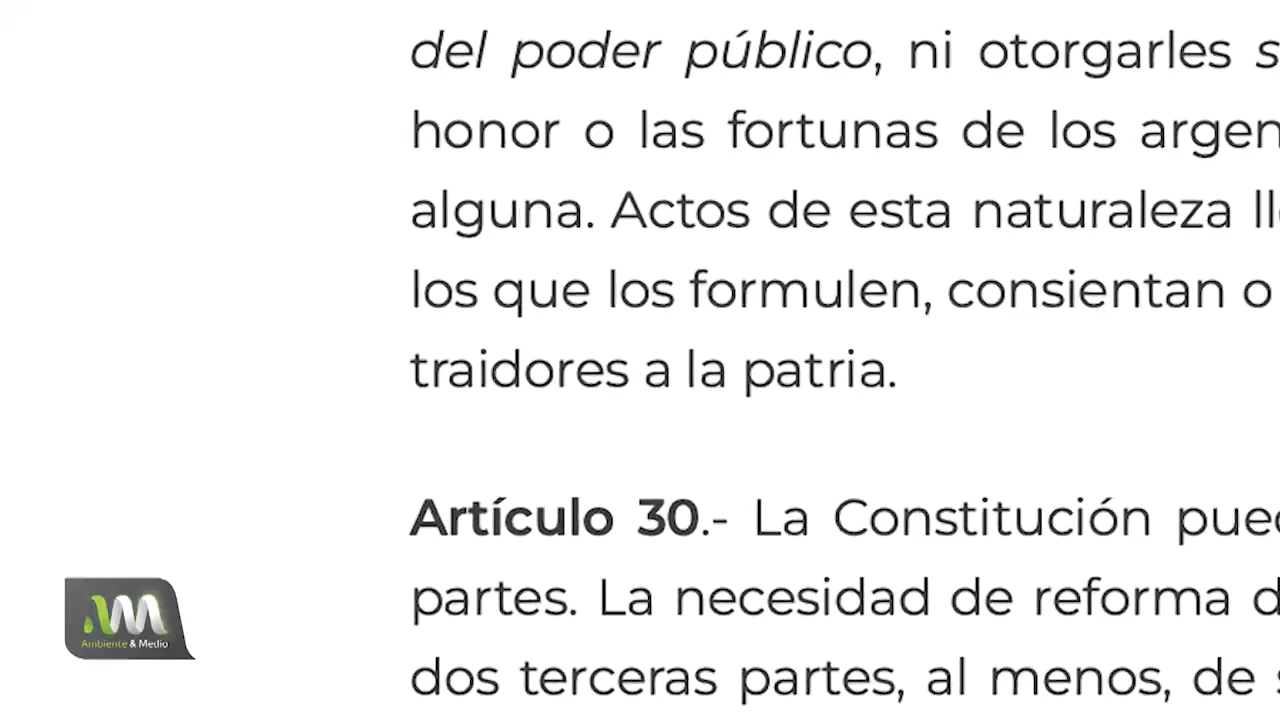 del poder público, ni otorgarles
honor o las fortunas de los
alguna. Actos de esta naturaleza
los que los formulen, consientan o
traidores a la patria.
Artículo 30.- La Constitución
partes. La necesidad de reforma
dos terceras partes, al menos, de
AM
Ambiente & Medio